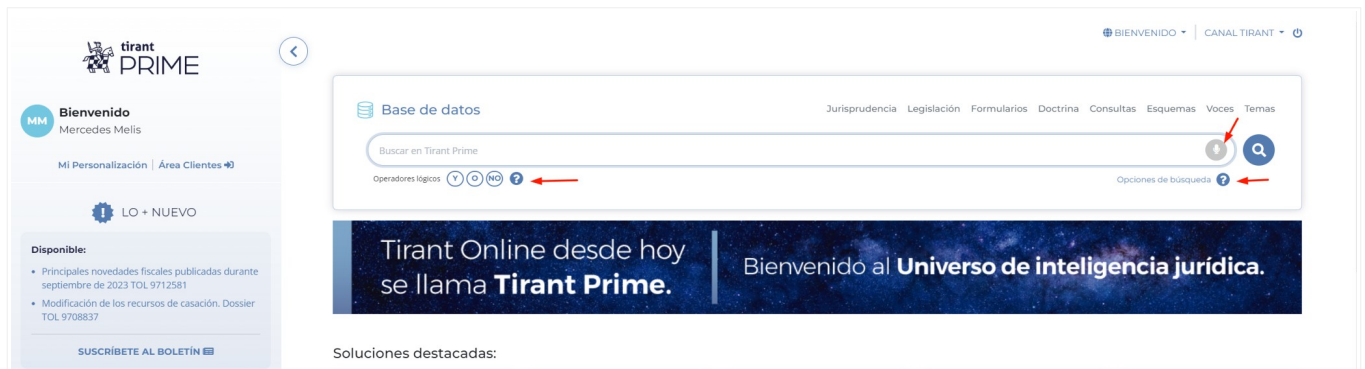 BIENVENIDO
CANAL TIRANT
tirant
PRIME
MM
Bienvenido
Mercedes Melis
Mi Personalización | Área Clientes
LO + NUEVO
Disponible:
• Principales novedades fiscales publicadas durante
septiembre de 2023 TOL 9712581
• Modificación de los recursos de casación. Dossier
TOL 9708837
SUSCRÍBETE AL BOLETÍN
Base de datos
Jurisprudencia Legislación Formularios Doctrina Consultas Esquemas Voces Temas
Buscar en Tirant Prime
Operadores lógicos Y O NO ?
Opciones de búsqueda ?
Tirant Online desde hoy
se llama Tirant Prime.
Bienvenido al Universo de inteligencia jurídica.
Soluciones destacadas: